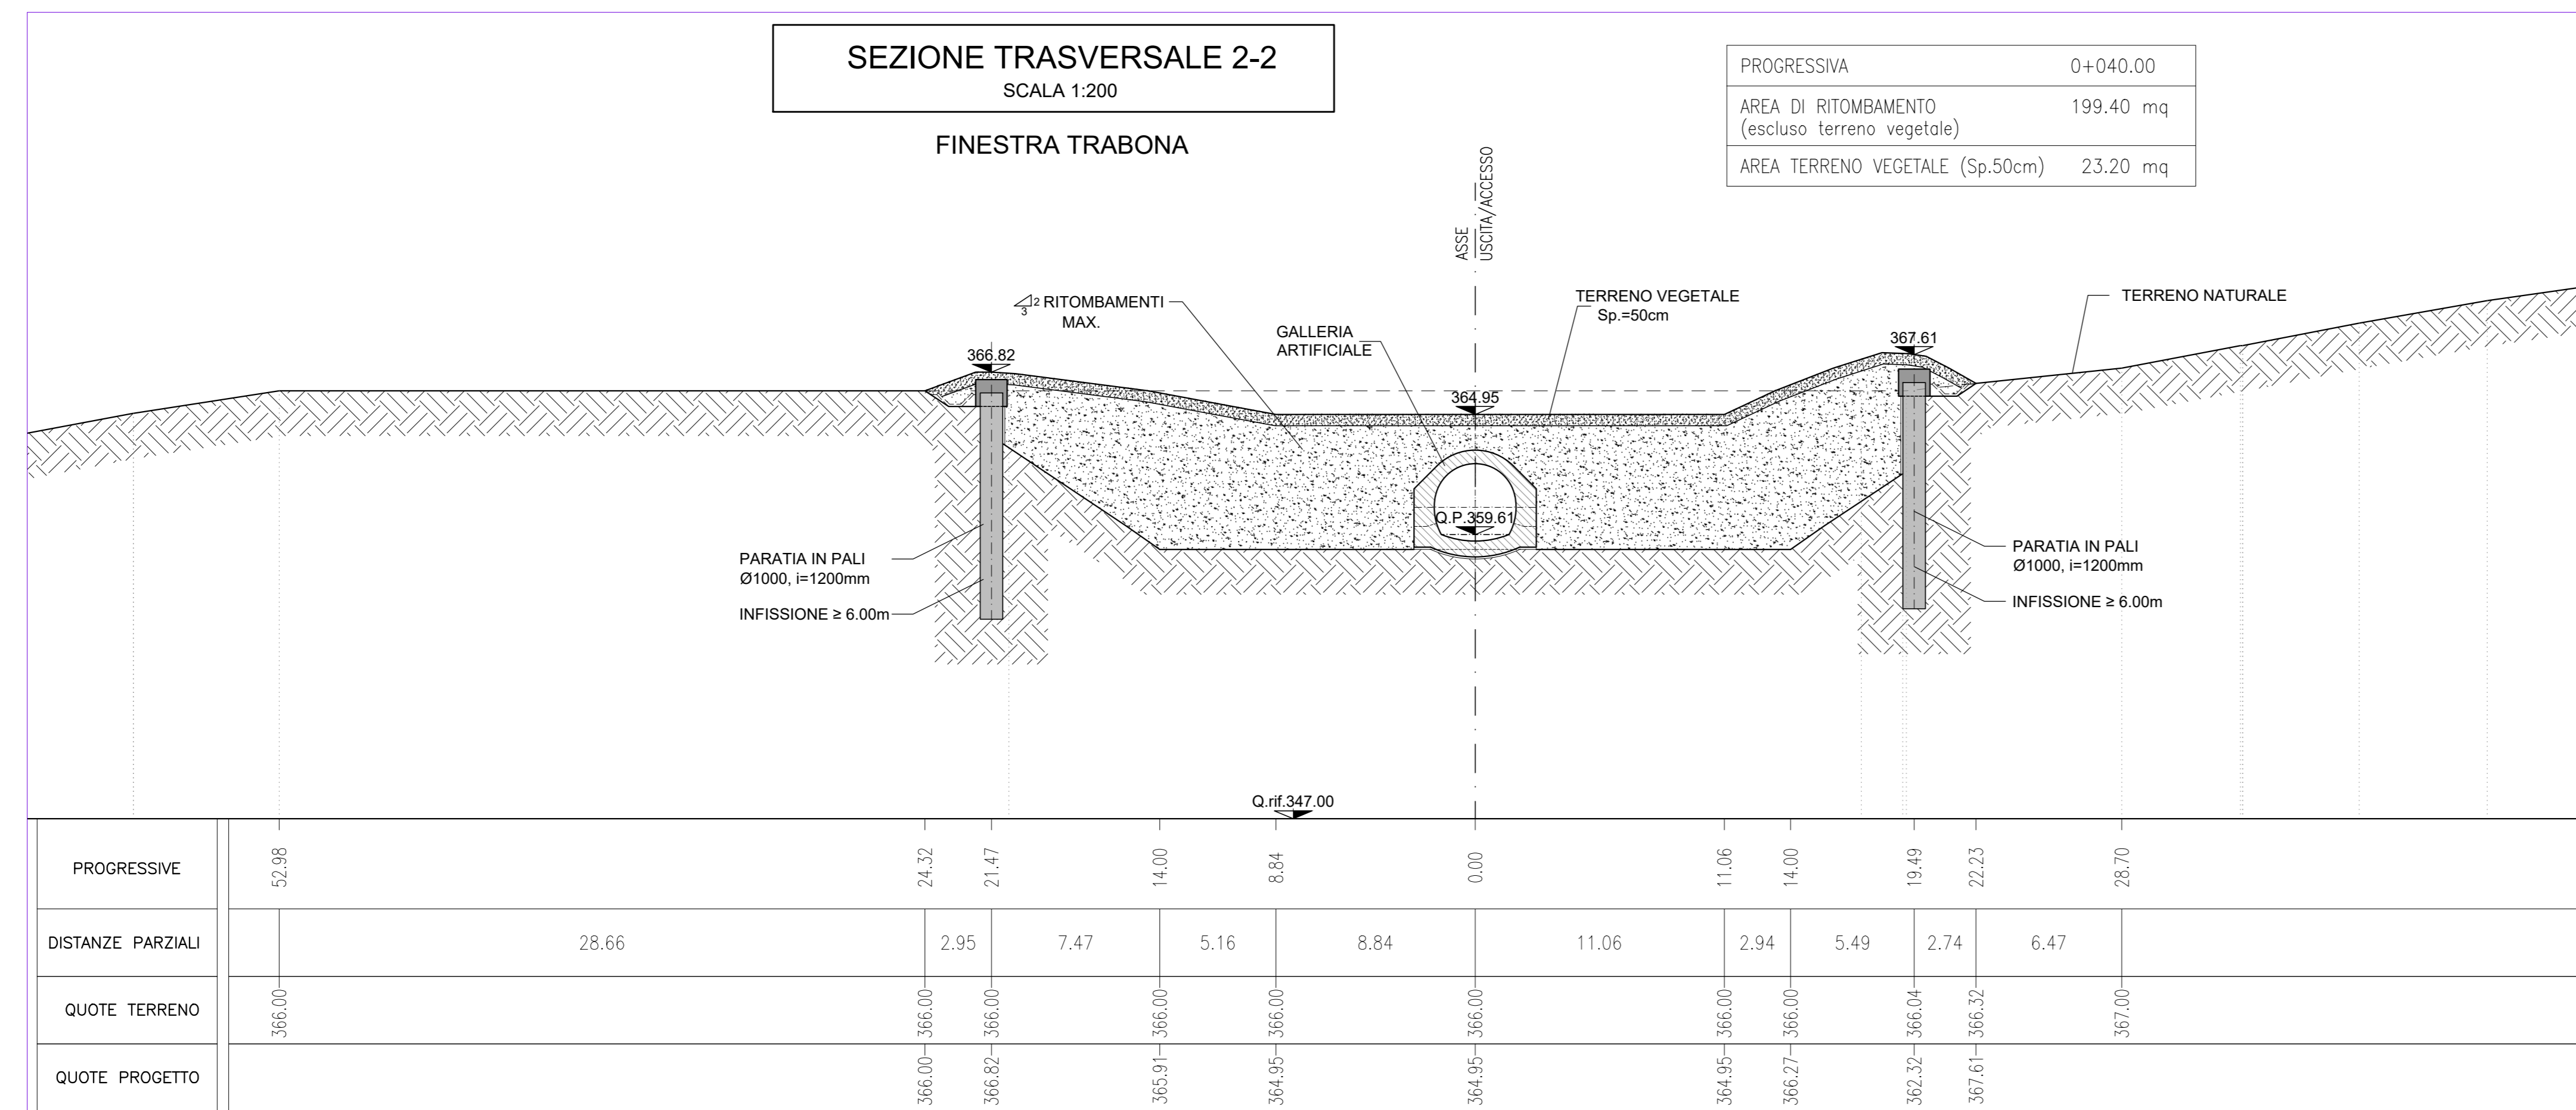 SEZIONE TRASVERSALE 2-2
SCALA 1:200
FINESTRA TRABONA
PROGRESSIVA 0+040.00
AREA DI RITOMBAMENTO 199.40 mq
(escluso terreno vegetale)
AREA TERRENO VEGETALE (Sp.50cm) 23.20 mq
ASSE
USCITA/ACCESSO
2
3
RITOMBAMENTI
MAX.
GALLERIA
ARTIFICIALE
TERRENO VEGETALE
Sp.=50cm
TERRENO NATURALE
366.82
364.95
367.61
Q.P.359.61
PARATIA IN PALI
Ø1000, i=1200mm
INFISSIONE ≥ 6.00m
PARATIA IN PALI
Ø1000, i=1200mm
INFISSIONE ≥ 6.00m
Q.rif.347.00
PROGRESSIVE 52.98 24.32 21.47 14.00 8.84 0.00 11.06 14.00 19.49 22.23 28.70
DISTANZE PARZIALI 28.66 2.95 7.47 5.16 8.84 11.06 2.94 5.49 2.74 6.47
QUOTE TERRENO 366.00 366.00 366.00 366.00 366.00 366.00 366.00 366.00 366.04 366.32 367.00
QUOTE PROGETTO 366.00 366.82 365.91 364.95 364.95 364.95 366.27 362.32 367.61